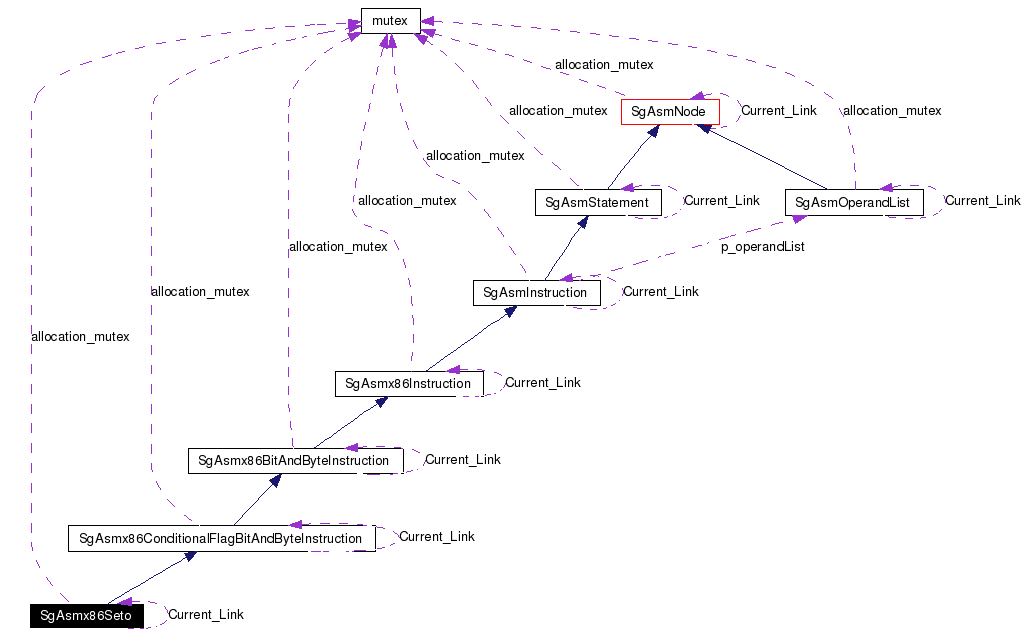 mutex
allocation_mutex
SgAsmNode
Current_Link
allocation_mutex
allocation_mutex
allocation_mutex
SgAsmStatement
Current_Link
SgAsmOperandList
Current_Link
allocation_mutex
p_operandList
allocation_mutex
SgAsmInstruction
Current_Link
allocation_mutex
allocation_mutex
SgAsmx86Instruction
Current_Link
SgAsmx86BitAndByteInstruction
Current_Link
SgAsmx86ConditionalFlagBitAndByteInstruction
Current_Link
SgAsmx86Seto
Current_Link